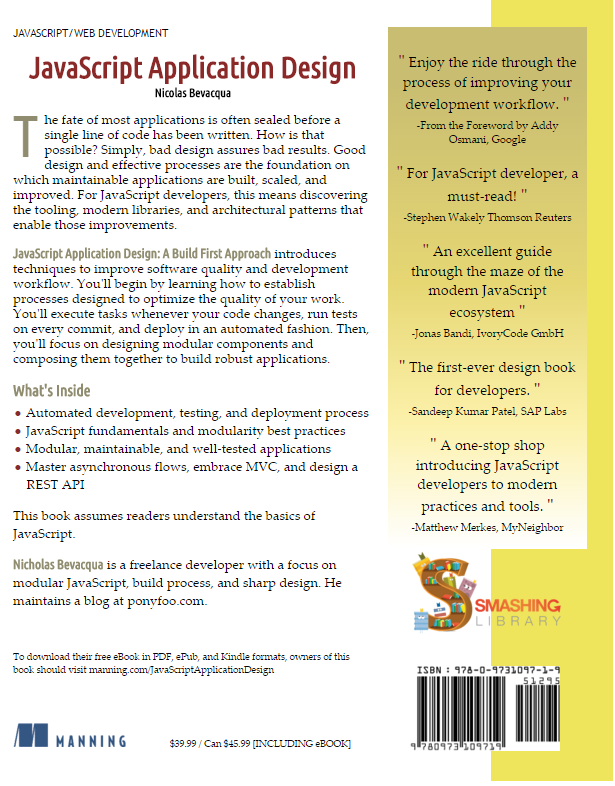 JAVASCRIPT/WEB DEVELOPMENT
JavaScript Application Design
Nicolas Bevacqua
The fate of most applications is often sealed before a
single line of code has been written. How is that
possible? Simply, bad design assures bad results. Good
design and effective processes are the foundation on
which maintainable applications are built, scaled, and
improved. For JavaScript developers, this means discovering
the tooling, modern libraries, and architectural patterns that
enable those improvements.
JavaScript Application Design: A Build First Approach introduces
techniques to improve software quality and development
workflow. You'll begin by learning how to establish
processes designed to optimize the quality of your work.
You'll execute tasks whenever your code changes, run tests
on every commit, and deploy in an automated fashion. Then,
you'll focus on designing modular components and
composing them together to build robust applications.
What's Inside
• Automated development, testing, and deployment process
• JavaScript fundamentals and modularity best practices
• Modular, maintainable, and well-tested applications
• Master asynchronous flows, embrace MVC, and design a
REST API
This book assumes readers understand the basics of
JavaScript.
Nicholas Bevacqua is a freelance developer with a focus on
modular JavaScript, build process, and sharp design. He
maintains a blog at ponyfoo.com.
To download their free eBook in PDF, ePub, and Kindle formats, owners of this
book should visit manning.com/JavaScriptApplicationDesign
MANNING
$39.99 / Can $45.99 [INCLUDING eBOOK]
" Enjoy the ride through the
process of improving your
development workflow. "
-From the Foreword by Addy
Osmani, Google
" For JavaScript developer, a
must-read! "
-Stephen Wakely Thomson Reuters
" An excellent guide
through the maze of the
modern JavaScript
ecosystem "
-Jonas Bandi, IvoryCode GmbH
" The first-ever design book
for developers. "
-Sandeep Kumar Patel, SAP Labs
" A one-stop shop
introducing JavaScript
developers to modern
practices and tools. "
-Matthew Merkes, MyNeighbor
SMASHING
LIBRARY
ISBN : 978-0-9731097-1-9
51295
9 780973 109719